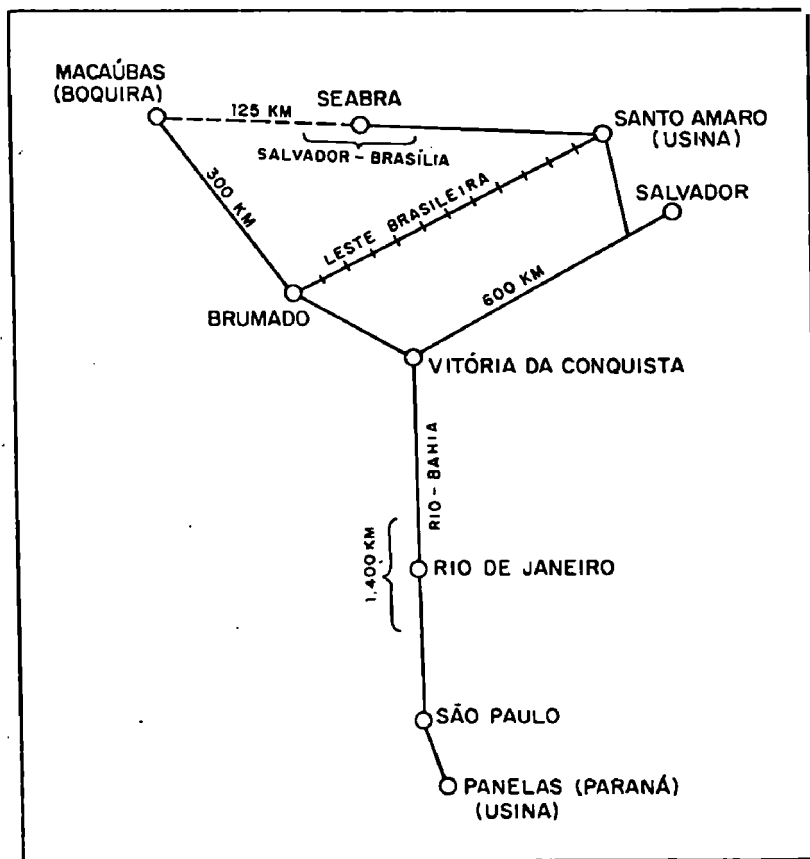 MACAÚBAS
(BOQUIRA)
125 KM
SEABRA
SALVADOR - BRASÍLIA
SANTO AMARO
(USINA)
SALVADOR
300 KM
LESTE BRASILEIRA
600 KM
BRUMADO
VITÓRIA DA CONQUISTA
RIO - BAHIA
1.400 KM
RIO DE JANEIRO
SÃO PAULO
PANELAS (PARANÁ)
(USINA)